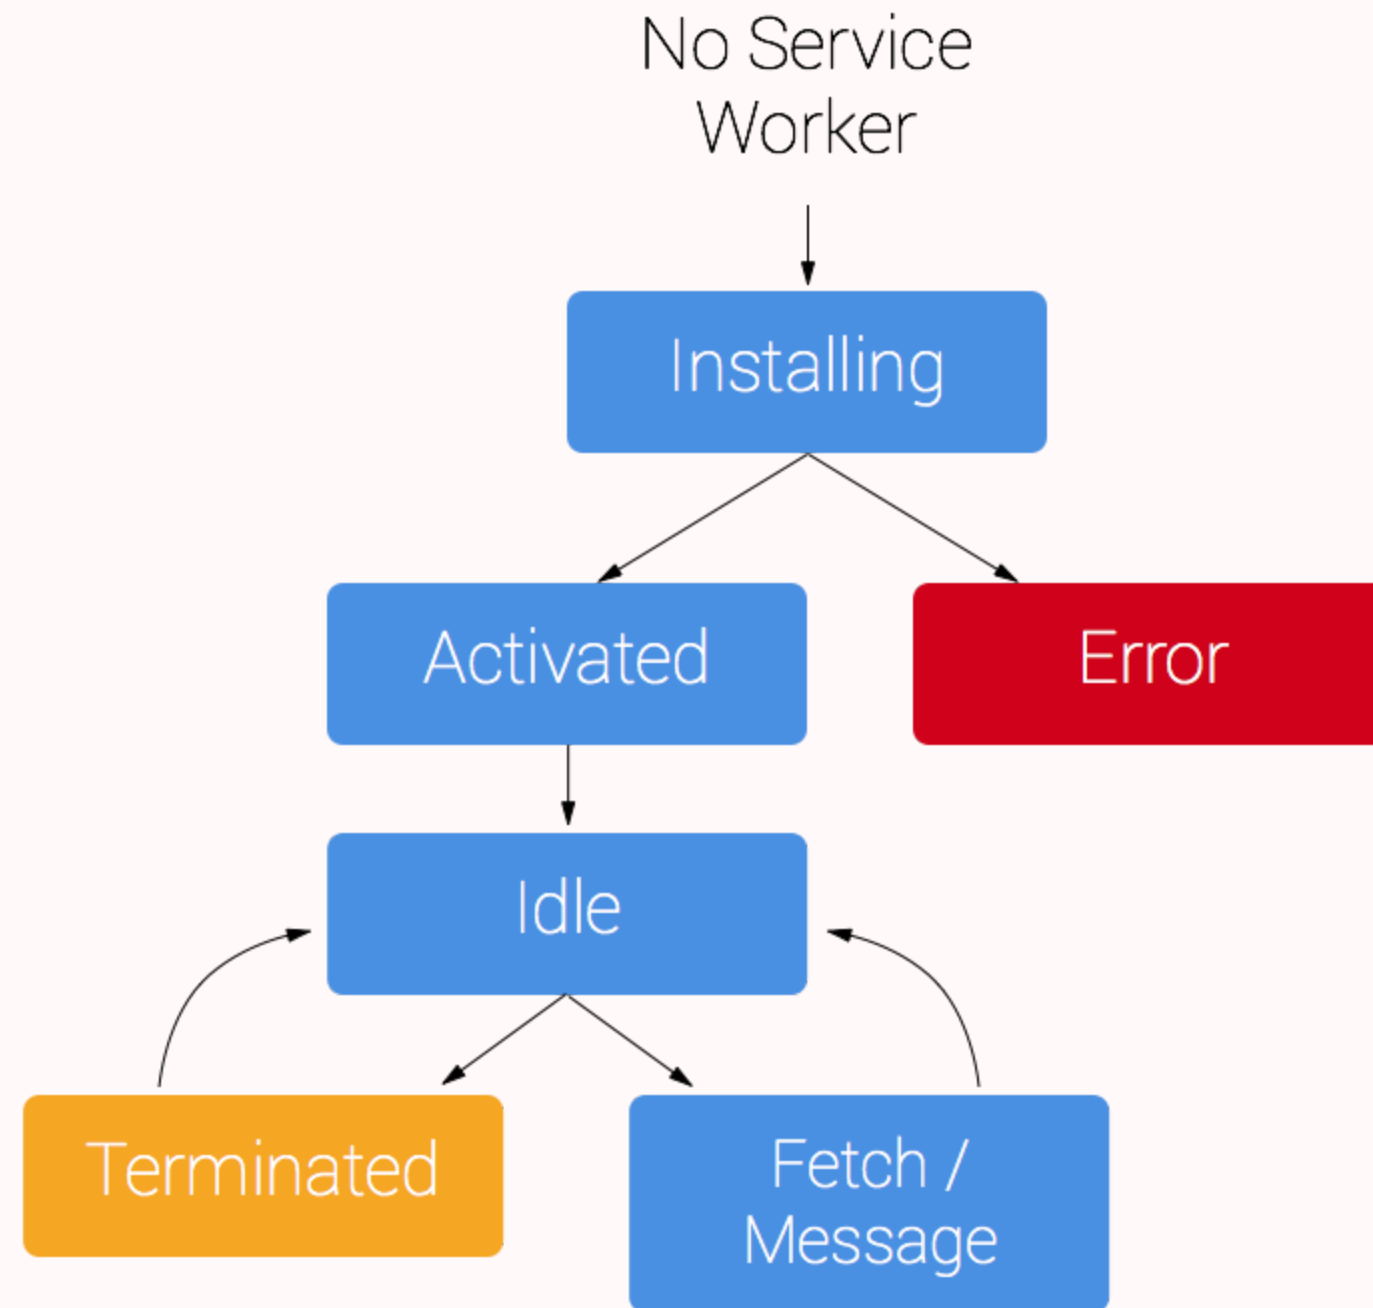 No Service
Worker
Installing
Activated
Error
Idle
Terminated
Fetch /
Message